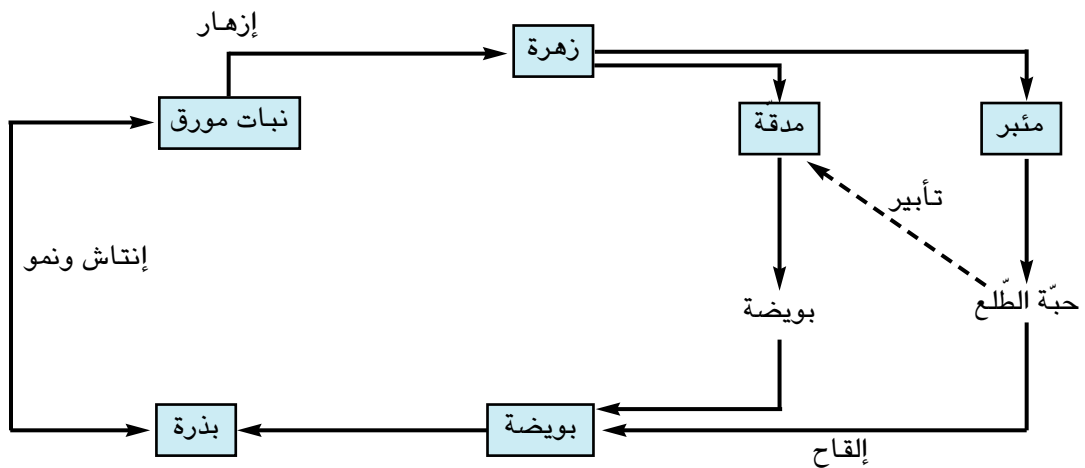 إزهار
زهرة
نبات مورق
مدقّة
مئبر
تأبير
إنتاش ونمو
حبّة الطّلع
بويضة
بذرة
بويضة
إلقاح